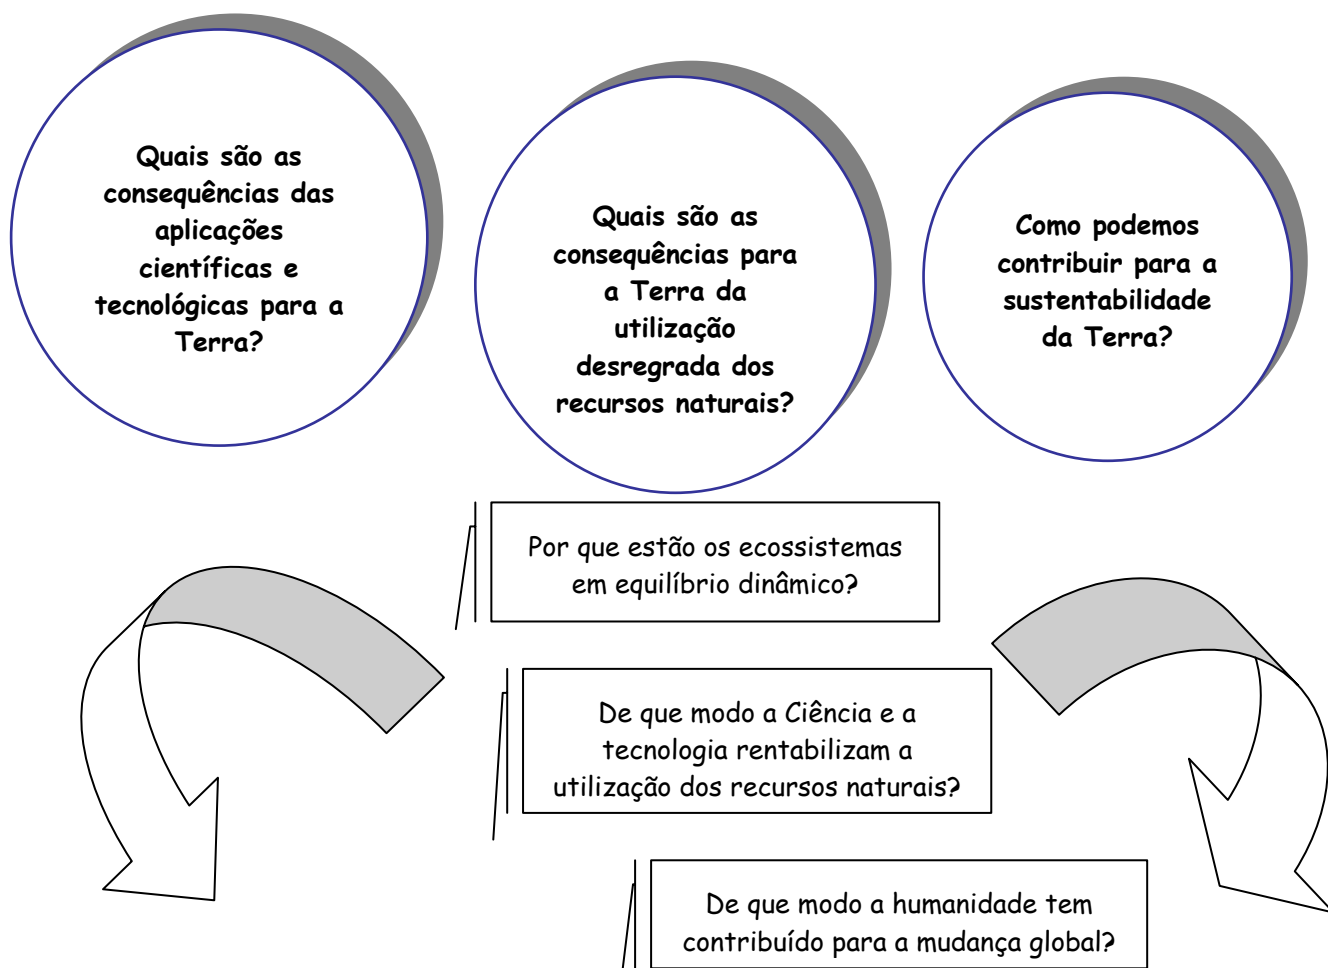 Quais são as
consequências das
aplicações
científicas e
tecnológicas para a
Terra?
Quais são as
consequências para
a Terra da
utilização
desregrada dos
recursos naturais?
Como podemos
contribuir para a
sustentabilidade
da Terra?
Por que estão os ecossistemas
em equilíbrio dinâmico?
De que modo a Ciência e a
tecnologia rentabilizam a
utilização dos recursos naturais?
De que modo a humanidade tem
contribuído para a mudança global?